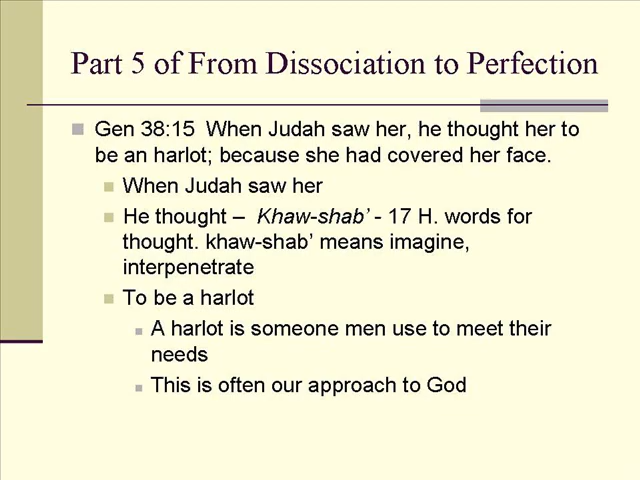 Part 5 of From Dissociation to Perfection
Gen 38:15 When Judah saw her, he thought her to
be an harlot; because she had covered her face.
When Judah saw her
He thought – Khaw-shab’ - 17 H. words for
thought. khaw-shab’ means imagine,
interpenetrate
To be a harlot
A harlot is someone men use to meet their
needs
This is often our approach to God